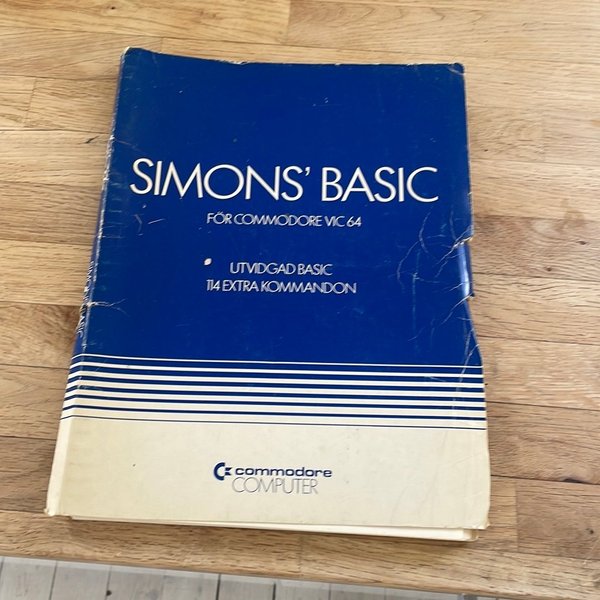 SIMONS' BASIC
FÖR COMMODORE VIC 64
UTVIDGAD BASIC
114 EXTRA KOMMANDON
commodore
COMPUTER